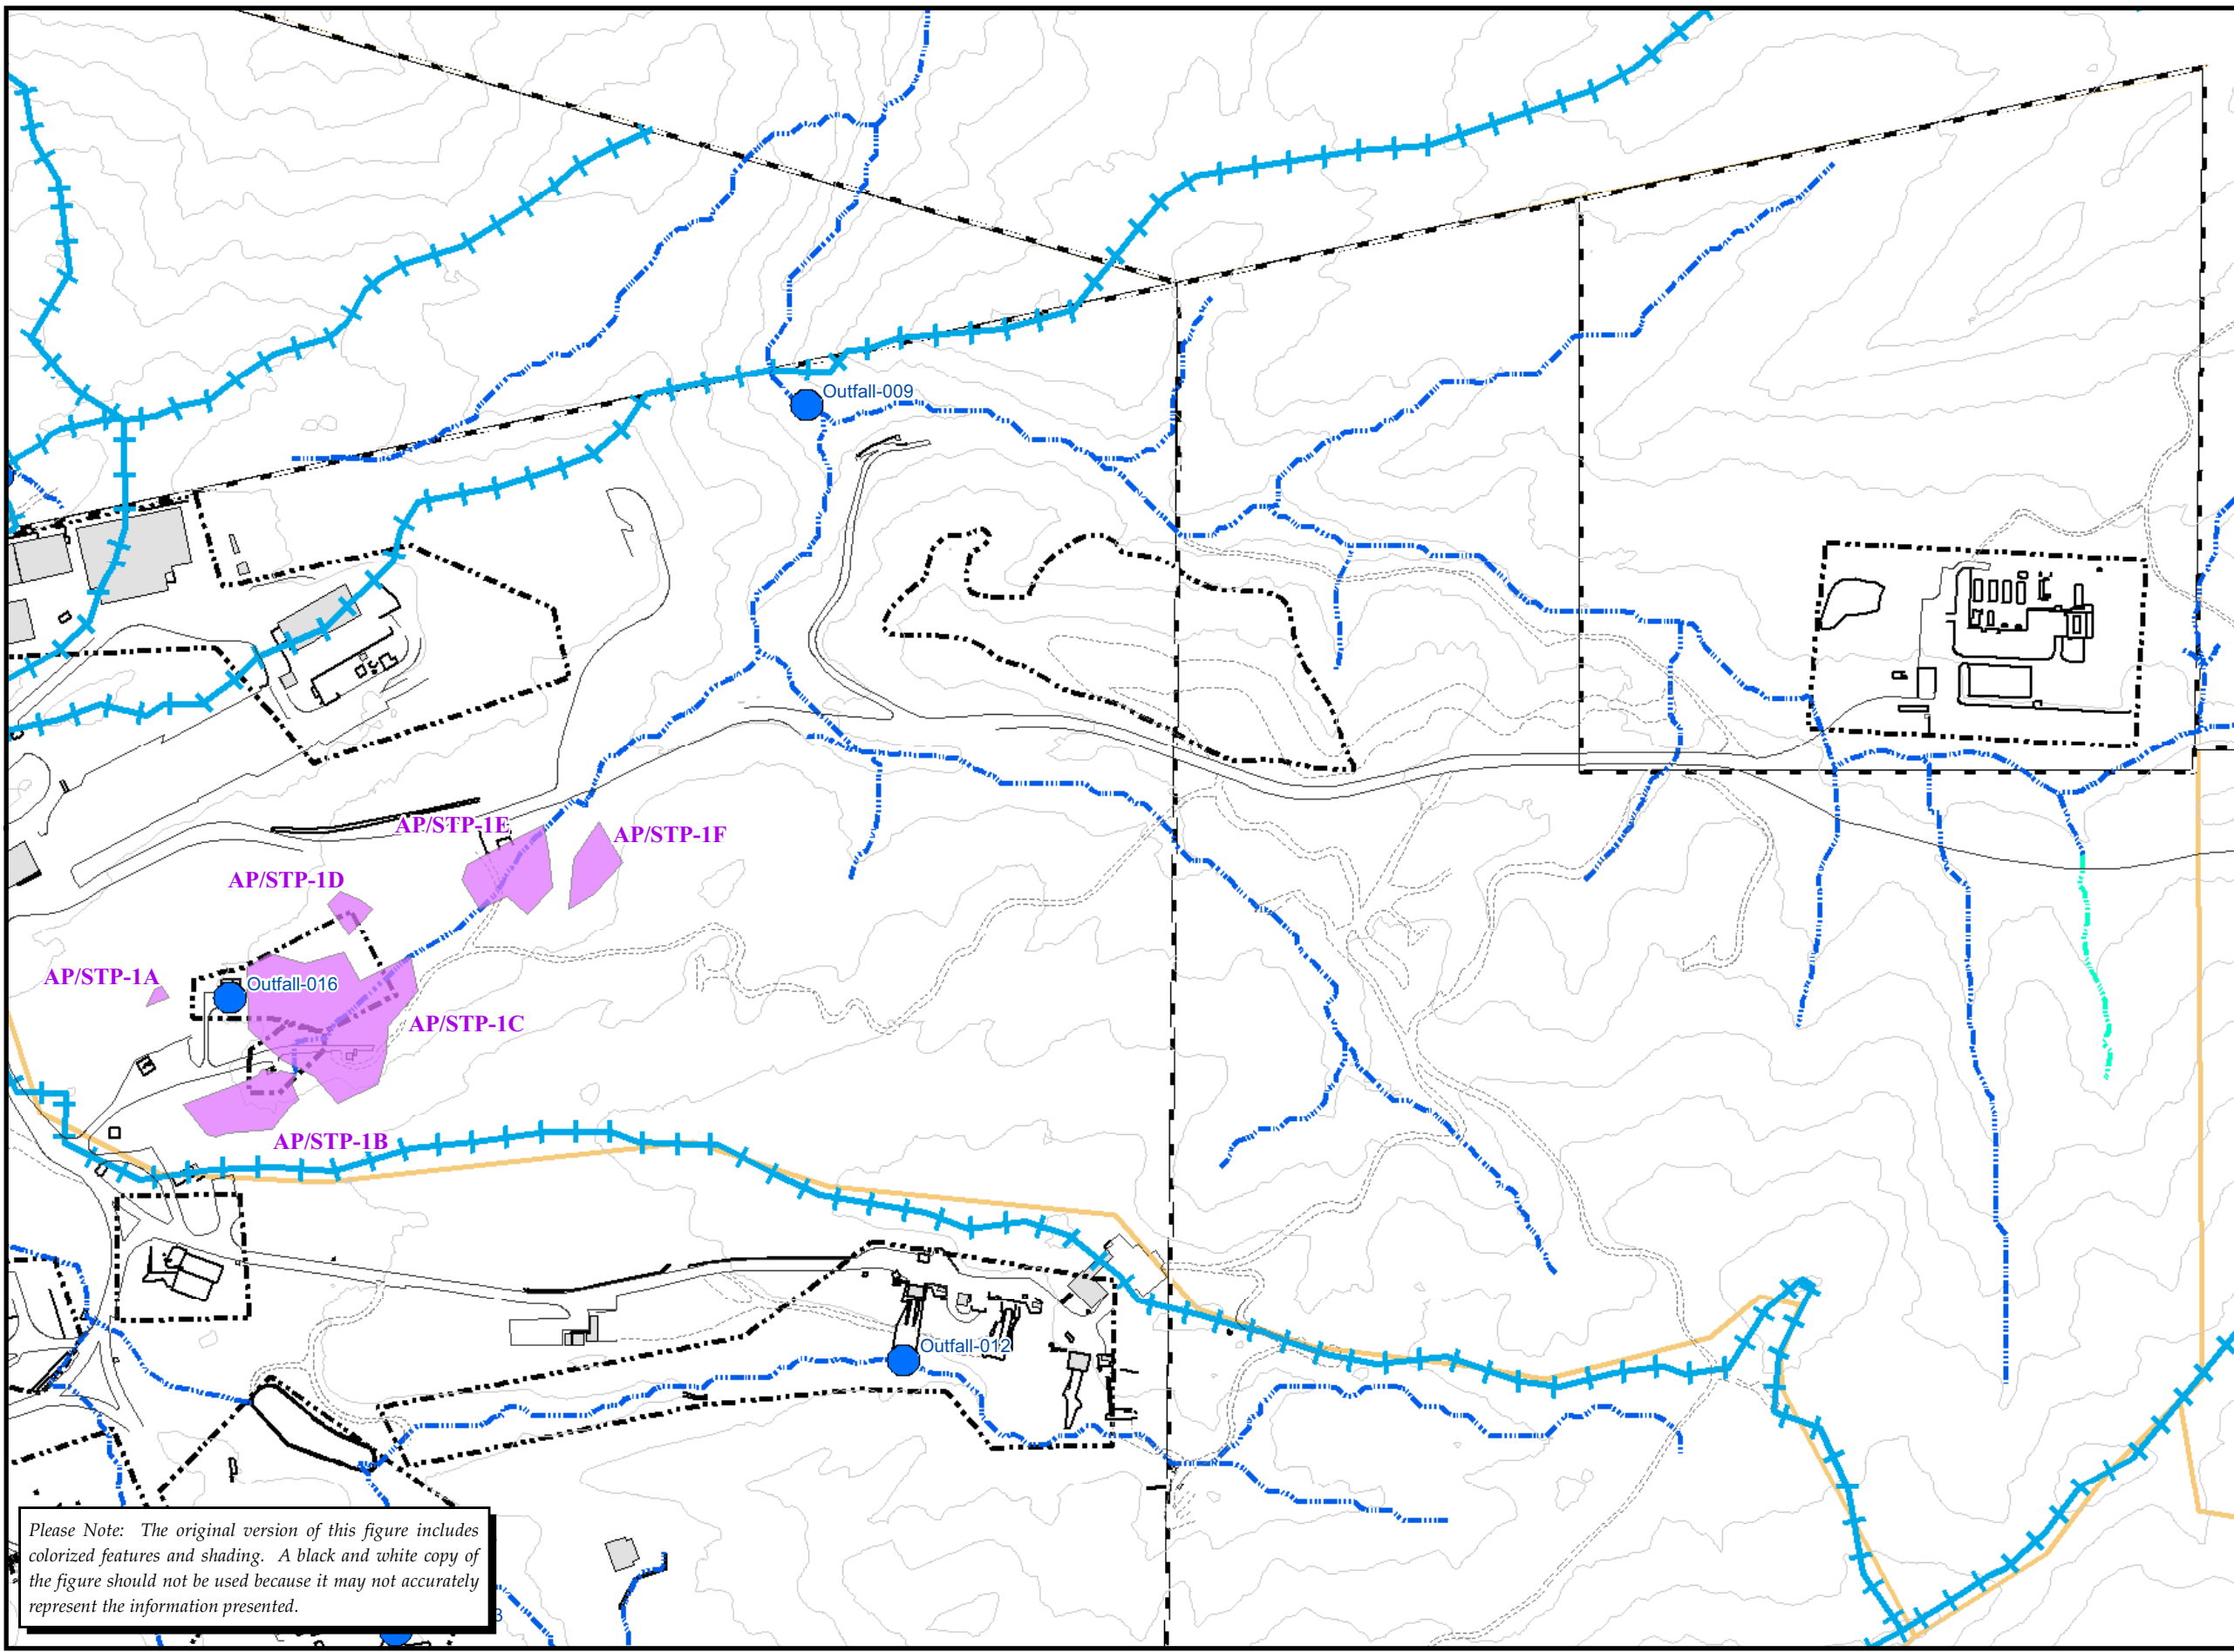 Outfall-009
AP/STP-1E
AP/STP-1F
AP/STP-1D
AP/STP-1A
Outfall-016
AP/STP-1C
AP/STP-1B
Outfall-012
Please Note: The original version of this figure includes
colorized features and shading. A black and white copy of
the figure should not be used because it may not accurately
represent the information presented.
3